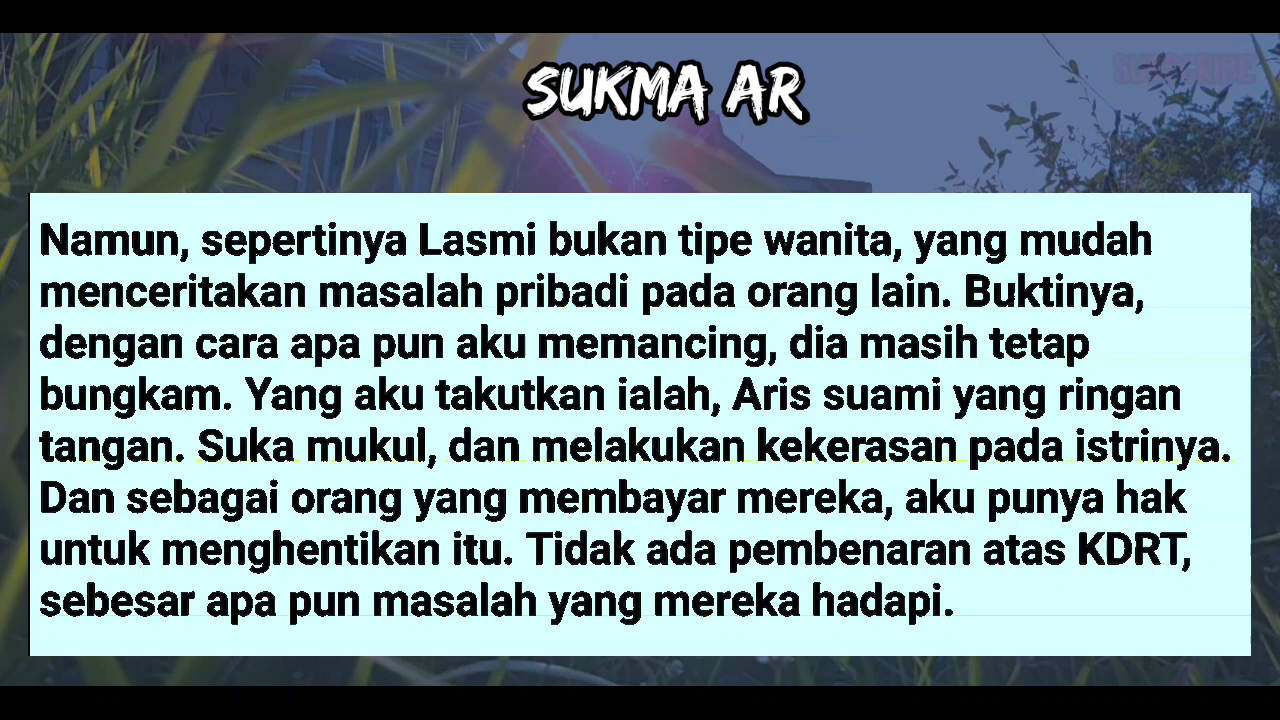 SUKMA AR
Namun, sepertinya Lasmi bukan tipe wanita, yang mudah
menceritakan masalah pribadi pada orang lain. Buktinya,
dengan cara apa pun aku memancing, dia masih tetap
bungkam. Yang aku takutkan ialah, Aris suami yang ringan
tangan. Suka mukul, dan melakukan kekerasan pada istrinya.
Dan sebagai orang yang membayar mereka, aku punya hak
untuk menghentikan itu. Tidak ada pembenaran atas KDRT,
sebesar apa pun masalah yang mereka hadapi.